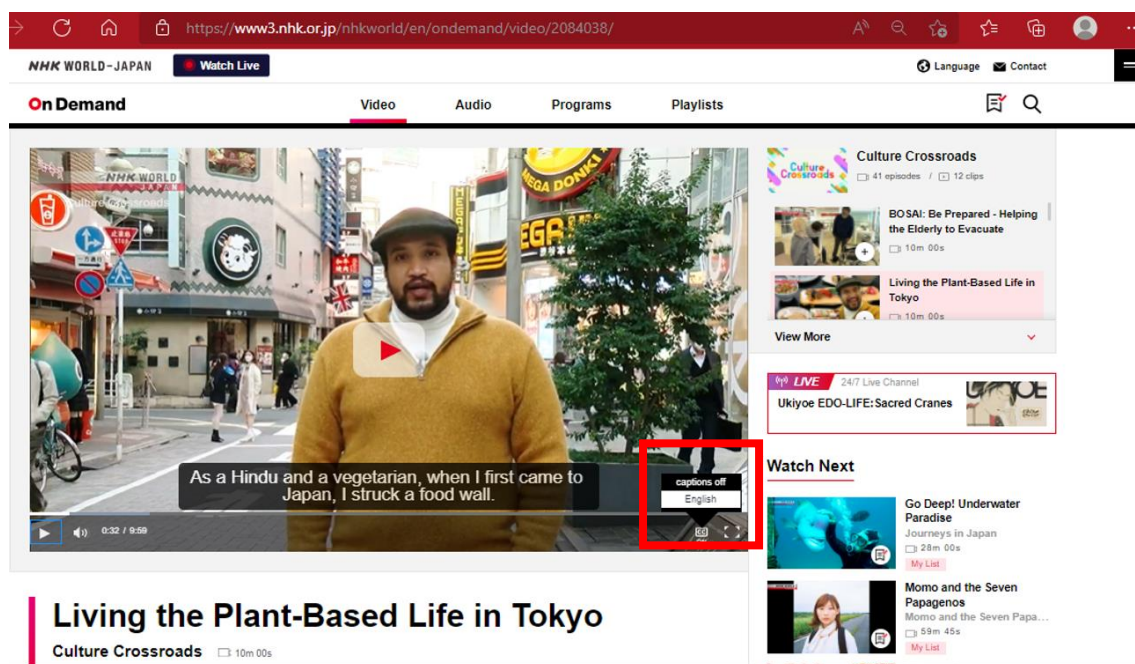 https://www3.nhk.or.jp/nhkworld/en/ondemand/video/2084038/
NHK WORLD-JAPAN
Watch Live
Language
Contact
On Demand
Video
Audio
Programs
Playlists
NHK WORLD
JAPAN
Culture Crossroads
MEGA DONKI
MEGA
As a Hindu and a vegetarian, when I first came to
Japan, I struck a food wall.
captions off
English
0:32 / 9:59
Culture
Crossroads
Culture Crossroads
41 episodes / 12 clips
BOSAI: Be Prepared - Helping
the Elderly to Evacuate
10m 00s
Living the Plant-Based Life in
Tokyo
10m 00s
View More
LIVE
24/7 Live Channel
Ukiyoe EDO-LIFE: Sacred Cranes
Watch Next
Go Deep! Underwater
Paradise
Journeys in Japan
28m 00s
My List
Momo and the Seven
Papagenos
Momo and the Seven Papa...
59m 45s
My List
Living the Plant-Based Life in Tokyo
Culture Crossroads 10m 00s